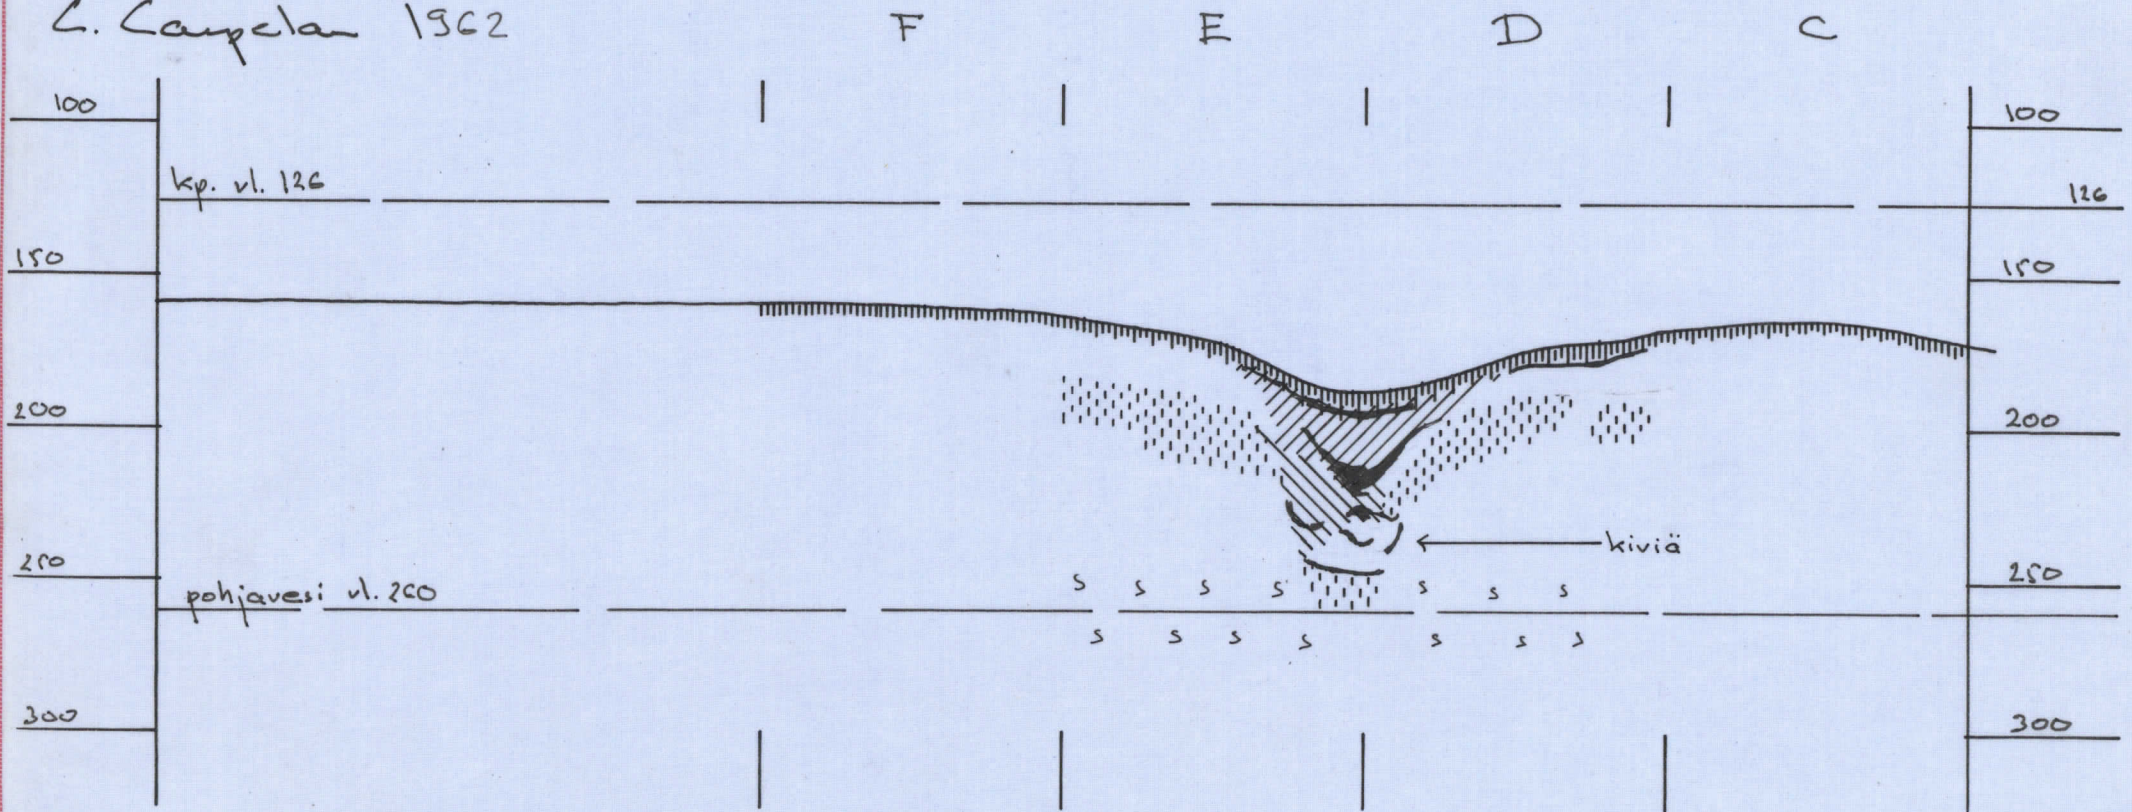 C. Carpelan 1962 F E D C
100 100
kp. vl. 126 126
150 150
200 200
← kiviä
250 250
s s s s s s s
pohjavesi vl. 260
s s s s s s s
300 300